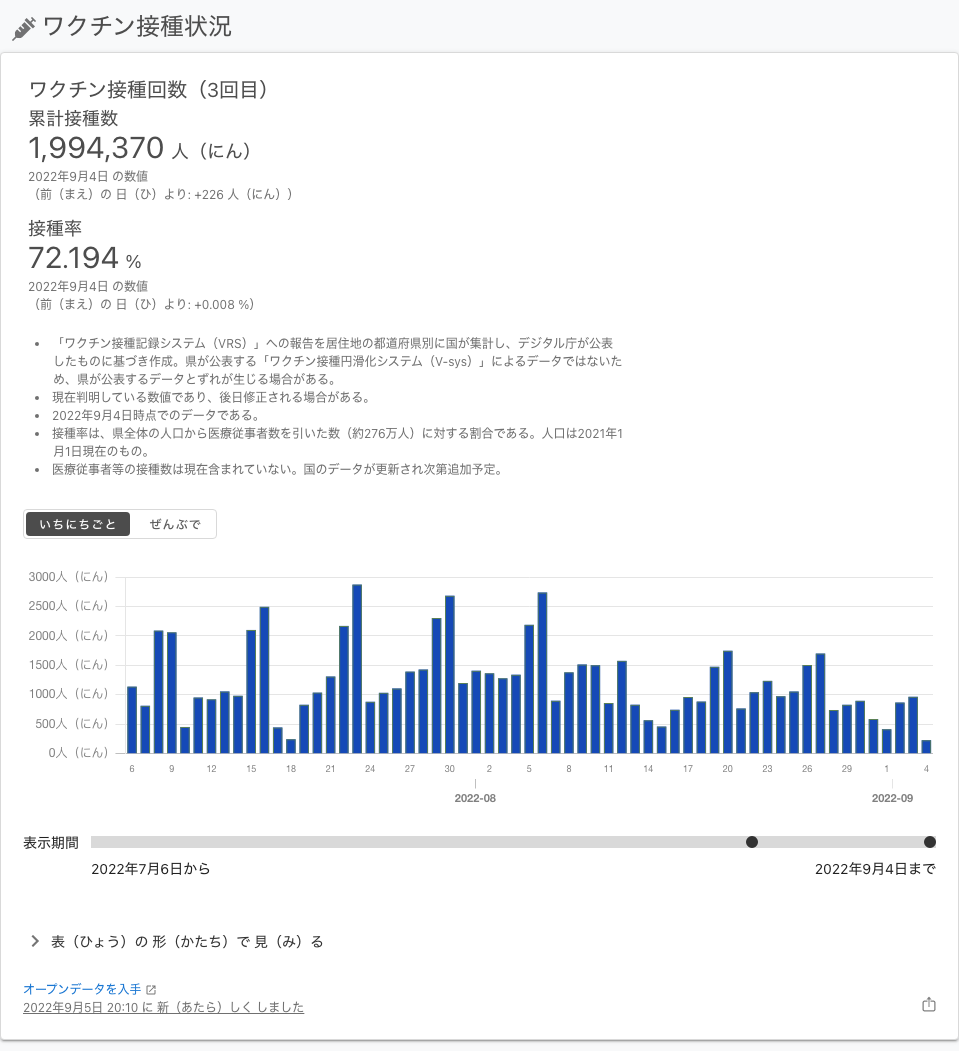 ワクチン接種状況
ワクチン接種回数（3回目）
累計接種数
1,994,370 人（にん）
2022年9月4日 の数値
（前（まえ）の 日（ひ）より: +226 人（にん））
接種率
72.194 %
2022年9月4日 の数値
（前（まえ）の 日（ひ）より: +0.008 %）
• 「ワクチン接種記録システム（VRS）」への報告を居住地の都道府県別に国が集計し、デジタル庁が公表
したものに基づき作成。県が公表する「ワクチン接種円滑化システム（V-sys）」によるデータではないた
め、県が公表するデータとずれが生じる場合がある。
• 現在判明している数値であり、後日修正される場合がある。
• 2022年9月4日時点でのデータである。
• 接種率は、県全体の人口から医療従事者数を引いた数（約276万人）に対する割合である。人口は2021年1
月1日現在のもの。
• 医療従事者等の接種数は現在含まれていない。国のデータが更新され次第追加予定。
いちにちごと ぜんぶで
3000人（にん）
2500人（にん）
2000人（にん）
1500人（にん）
1000人（にん）
500人（にん）
0人（にん）
6 9 12 15 18 21 24 27 30 2 5 8 11 14 17 20 23 26 29 1 4
2022-08 2022-09
表示期間
2022年7月6日から 2022年9月4日まで
表（ひょう）の 形（かたち）で 見（み）る
オープンデータを入手
2022年9月5日 20:10 に 新（あたら）しく しました